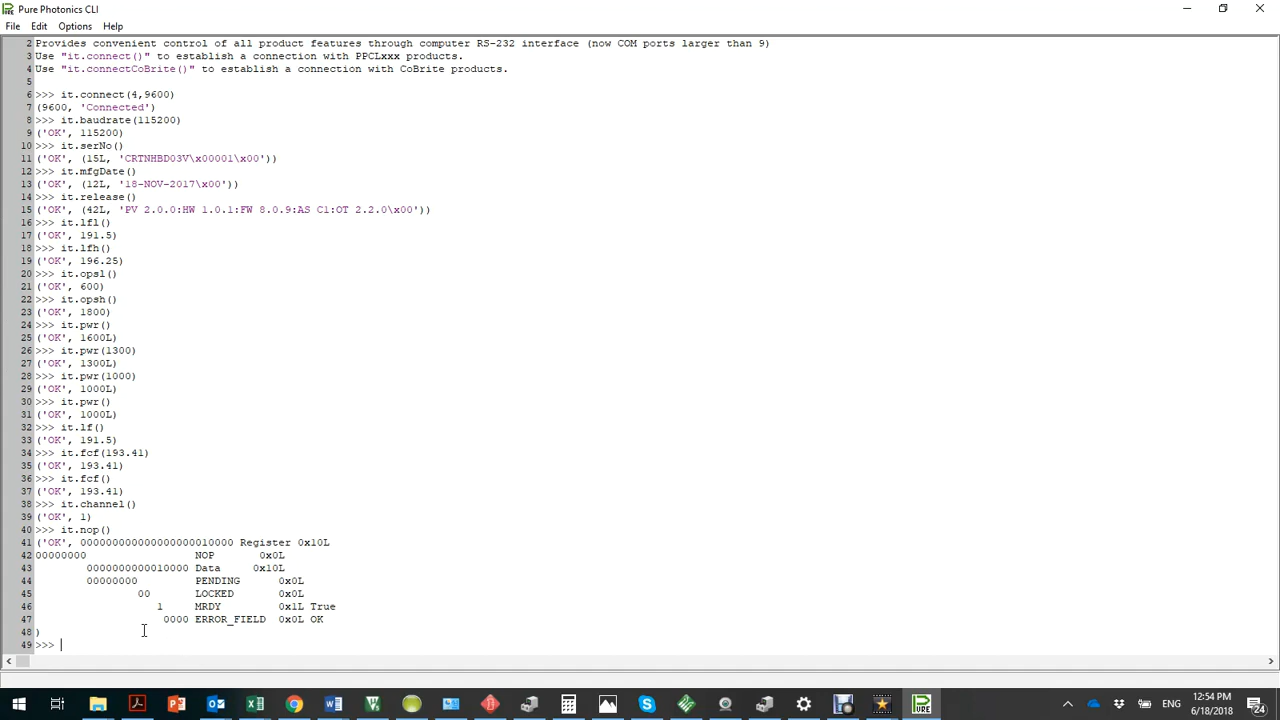 Pure Photonics CLI
File Edit Options Help
2 Provides convenient control of all product features through computer RS-232 interface (now COM ports larger than 9)
3 Use "it.connect()" to establish a connection with PPCLxxx products.
4 Use "it.connectCoBrite()" to establish a connection with CoBrite products.
5
6 >>> it.connect(4,9600)
7 (9600, 'Connected')
8 >>> it.baudrate(115200)
9 ('OK', 115200)
10 >>> it.serNo()
11 ('OK', (15L, 'CRTNHBD03V\x00001\x00'))
12 >>> it.mfgDate()
13 ('OK', (12L, '18-NOV-2017\x00'))
14 >>> it.release()
15 ('OK', (42L, 'PV 2.0.0:HW 1.0.1:FW 8.0.9:AS C1:OT 2.2.0\x00'))
16 >>> it.lfl()
17 ('OK', 191.5)
18 >>> it.lfh()
19 ('OK', 196.25)
20 >>> it.opsl()
21 ('OK', 600)
22 >>> it.opsh()
23 ('OK', 1800)
24 >>> it.pwr()
25 ('OK', 1600L)
26 >>> it.pwr(1300)
27 ('OK', 1300L)
28 >>> it.pwr(1000)
29 ('OK', 1000L)
30 >>> it.pwr()
31 ('OK', 1000L)
32 >>> it.lf()
33 ('OK', 191.5)
34 >>> it.fcf(193.41)
35 ('OK', 193.41)
36 >>> it.fcf()
37 ('OK', 193.41)
38 >>> it.channel()
39 ('OK', 1)
40 >>> it.nop()
41 ('OK', 000000000000000000010000 Register 0x10L
42 00000000 NOP 0x0L
43 0000000000010000 Data 0x10L
44 00000000 PENDING 0x0L
45 00 LOCKED 0x0L
46 1 MRDY 0x1L True
47 0000 ERROR_FIELD 0x0L OK
48 )
49 >>>
ENG
12:54 PM
6/18/2018
24